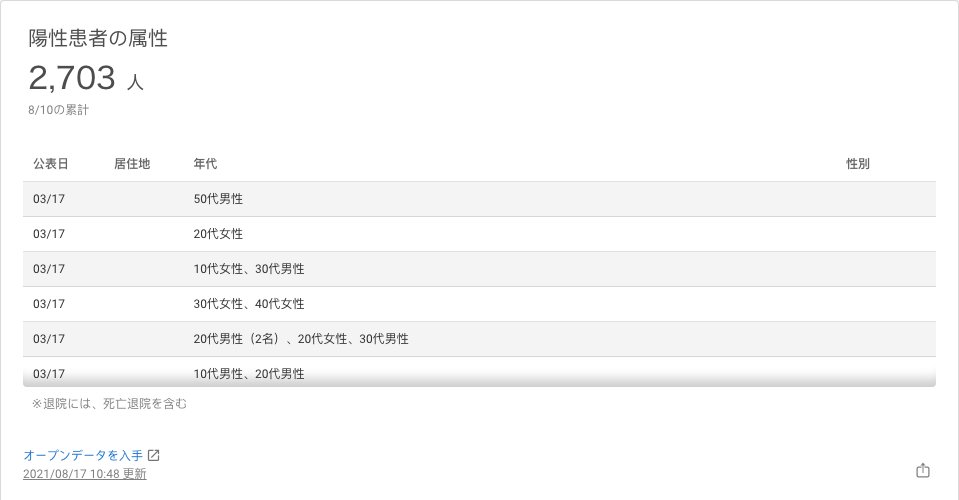 陽性患者の属性
2,703 人
8/10の累計
公表日 居住地 年代 性別
03/17 50代男性
03/17 20代女性
03/17 10代女性、30代男性
03/17 30代女性、40代女性
03/17 20代男性（2名）、20代女性、30代男性
03/17 10代男性、20代男性
※退院には、死亡退院を含む
オープンデータを入手
2021/08/17 10:48 更新